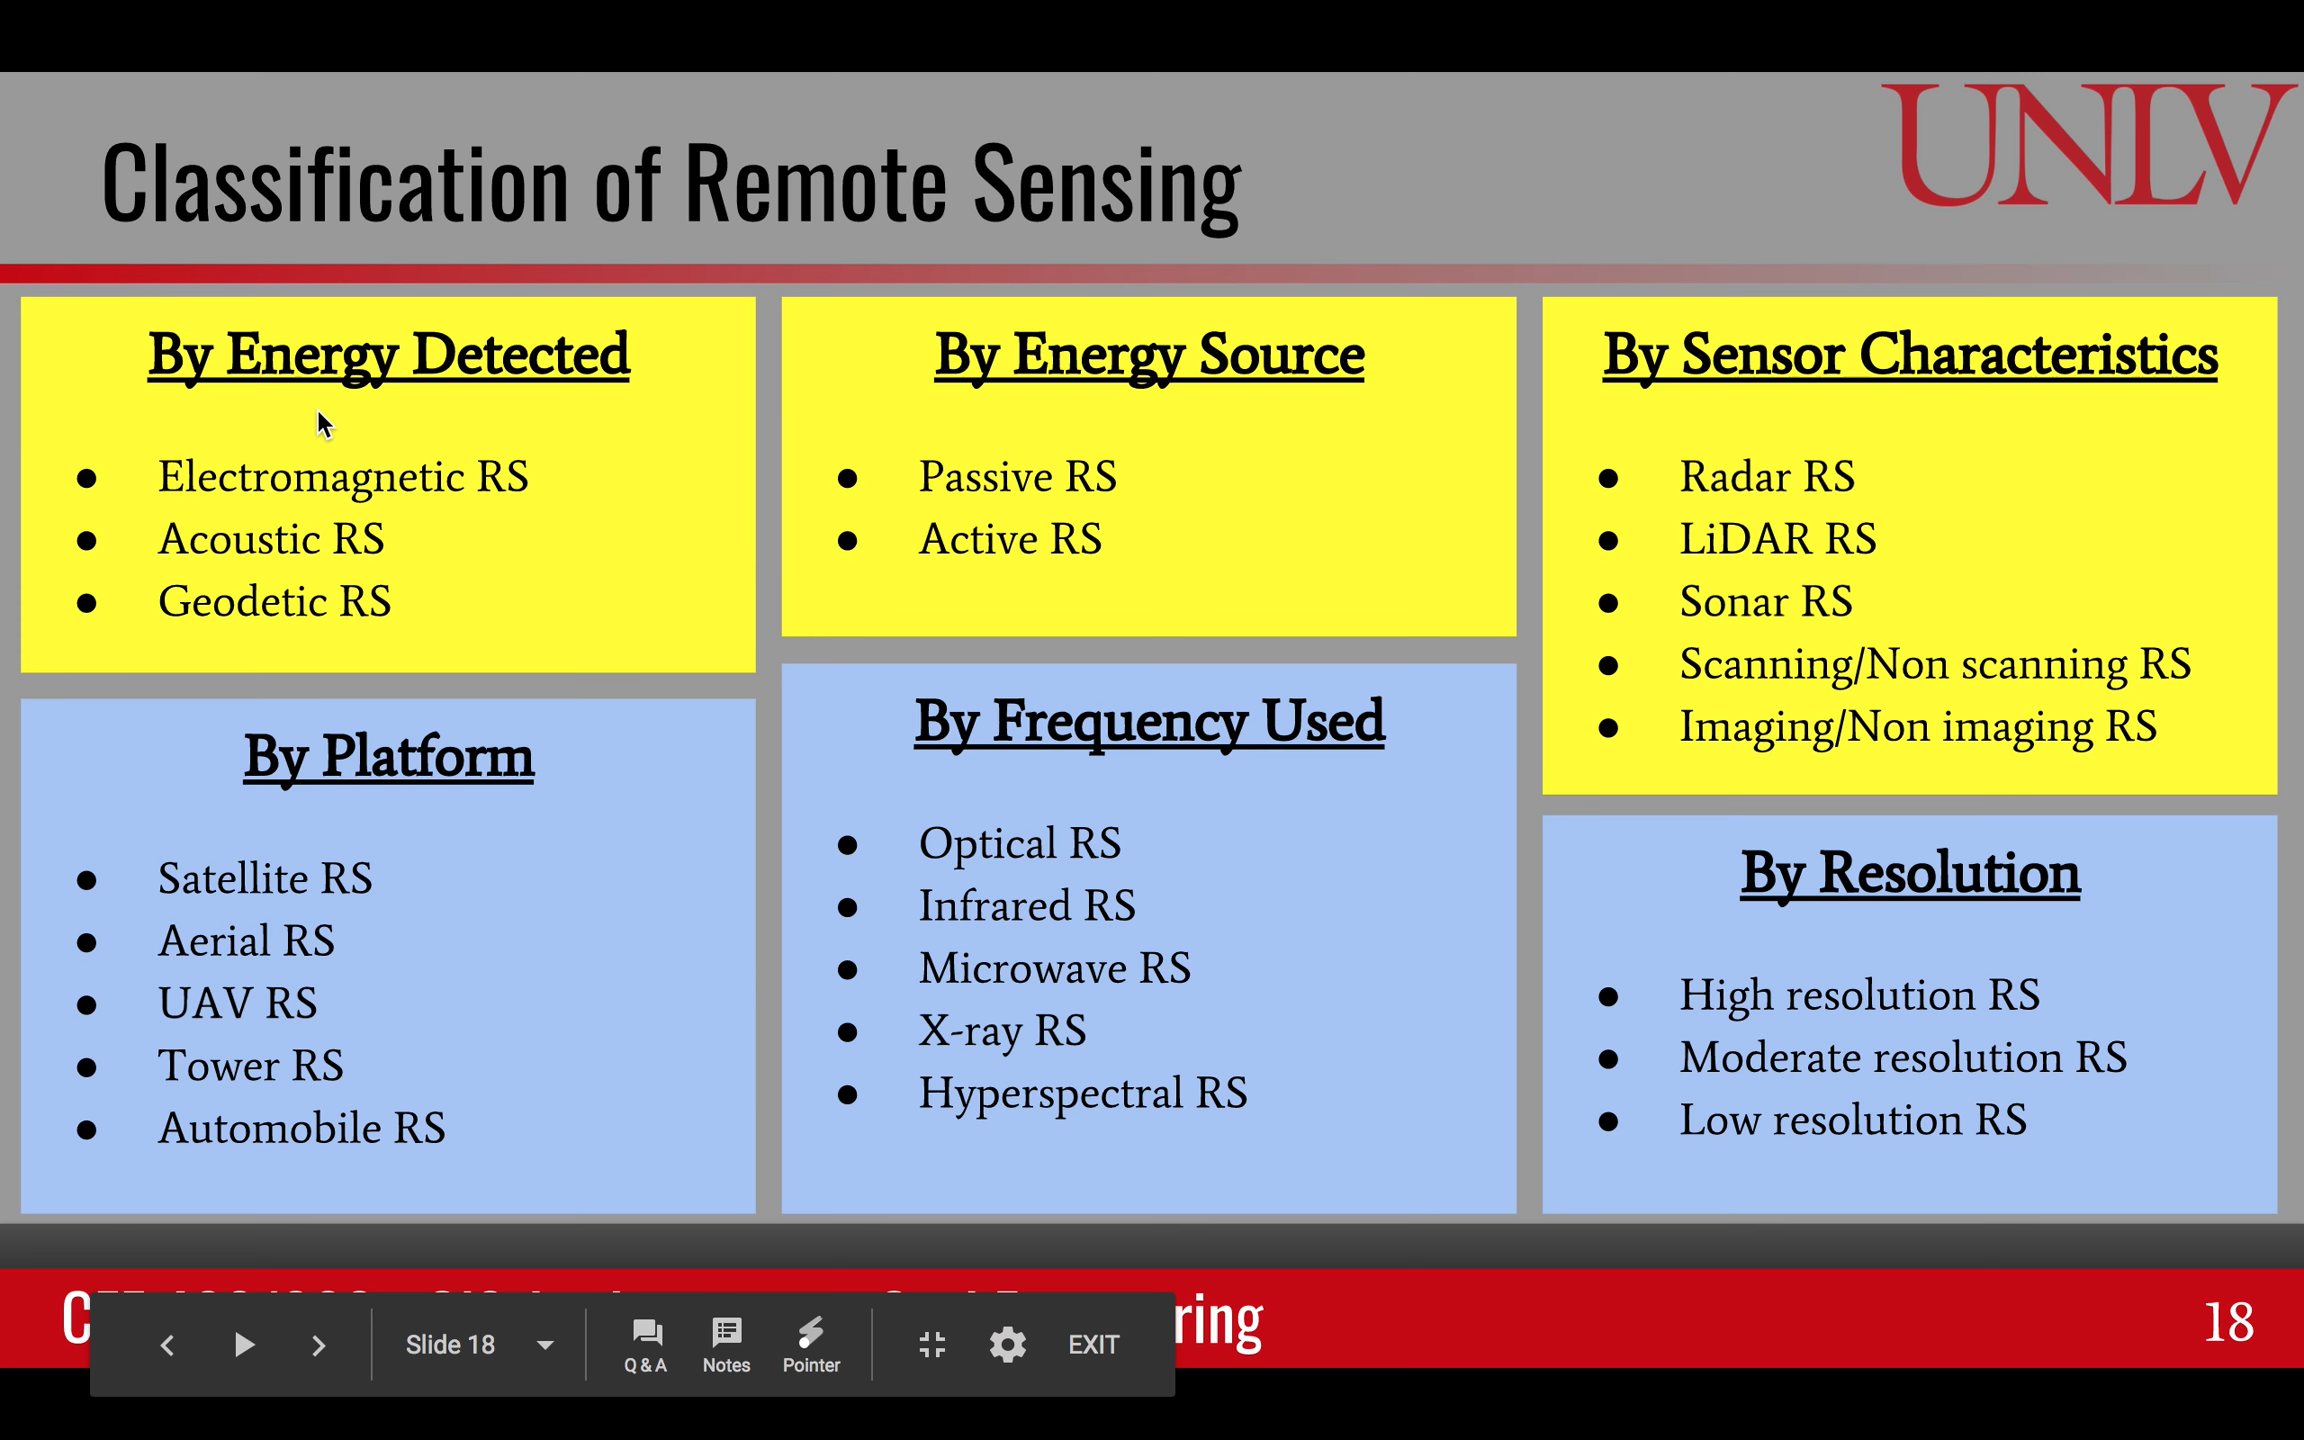 UNLV
Classification of Remote Sensing
By Energy Detected
● Electromagnetic RS
● Acoustic RS
● Geodetic RS
By Energy Source
● Passive RS
● Active RS
By Sensor Characteristics
● Radar RS
● LiDAR RS
● Sonar RS
● Scanning/Non scanning RS
● Imaging/Non imaging RS
By Platform
● Satellite RS
● Aerial RS
● UAV RS
● Tower RS
● Automobile RS
By Frequency Used
● Optical RS
● Infrared RS
● Microwave RS
● X-ray RS
● Hyperspectral RS
By Resolution
● High resolution RS
● Moderate resolution RS
● Low resolution RS
18
Slide 18
Q & A
Notes
Pointer
EXIT